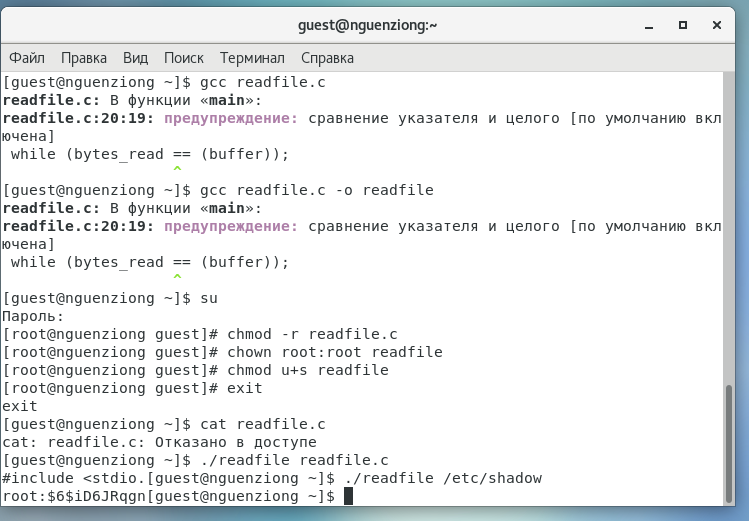 guest@nguenziong:~
Файл Правка Вид Поиск Терминал Справка
[guest@nguenziong ~]$ gcc readfile.c
readfile.c: В функции «main»:
readfile.c:20:19: предупреждение: сравнение указателя и целого [по умолчанию вкл
ючена]
 while (bytes_read == (buffer));
                   ^
[guest@nguenziong ~]$ gcc readfile.c -o readfile
readfile.c: В функции «main»:
readfile.c:20:19: предупреждение: сравнение указателя и целого [по умолчанию вкл
ючена]
 while (bytes_read == (buffer));
                   ^
[guest@nguenziong ~]$ su
Пароль:
[root@nguenziong guest]# chmod -r readfile.c
[root@nguenziong guest]# chown root:root readfile
[root@nguenziong guest]# chmod u+s readfile
[root@nguenziong guest]# exit
exit
[guest@nguenziong ~]$ cat readfile.c
cat: readfile.c: Отказано в доступе
[guest@nguenziong ~]$ ./readfile readfile.c
#include <stdio.[guest@nguenziong ~]$ ./readfile /etc/shadow
root:$6$iD6JRqgn[guest@nguenziong ~]$